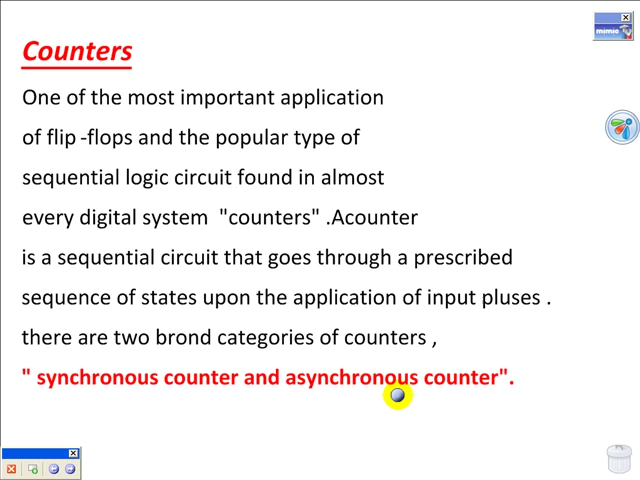 Counters
One of the most important application
of flip -flops and the popular type of
sequential logic circuit found in almost
every digital system "counters" .Acounter
is a sequential circuit that goes through a prescribed
sequence of states upon the application of input pluses .
there are two brond categories of counters ,
" synchronous counter and asynchronous counter".
mimio